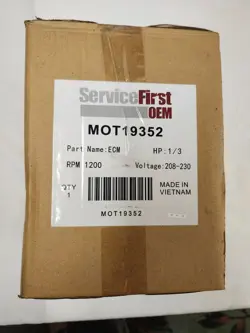 ServiceFirst
OEM
MOT19352
Part Name:ECM HP:1/3
RPM 1200 Voltage:208-230
QTY
1
MADE IN
VIETNAM
MOT19352